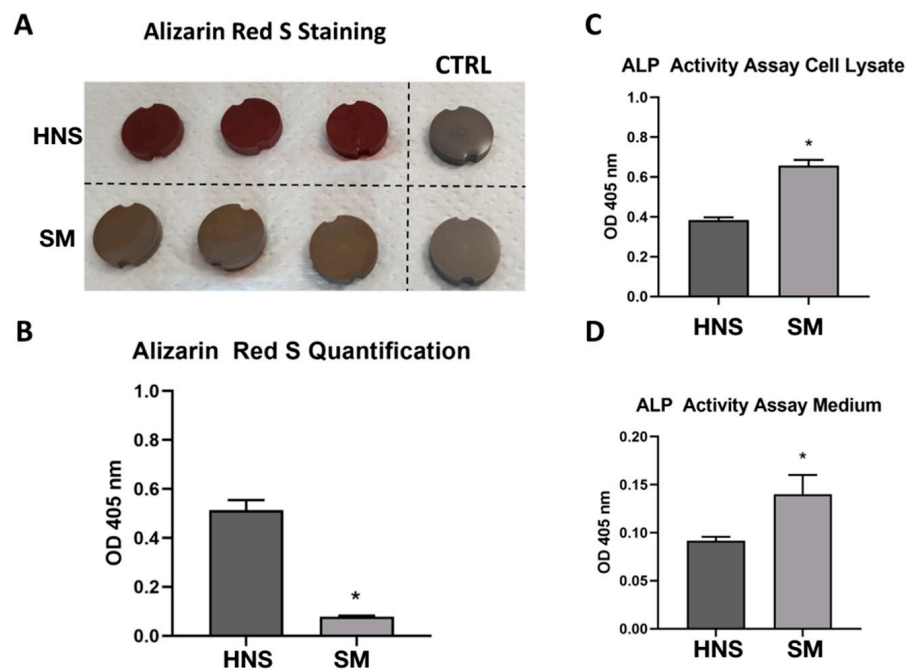 A
Alizarin Red S Staining
CTRL
HNS
SM
B
Alizarin Red S Quantification
OD 405 nm
1.0
0.8
0.6
0.4
0.2
0.0
*
HNS
SM
C
ALP Activity Assay Cell Lysate
OD 405 nm
1.0
0.8
0.6
0.4
0.2
0.0
*
HNS
SM
D
ALP Activity Assay Medium
OD 405 nm
0.20
0.15
0.10
0.05
0.00
*
HNS
SM